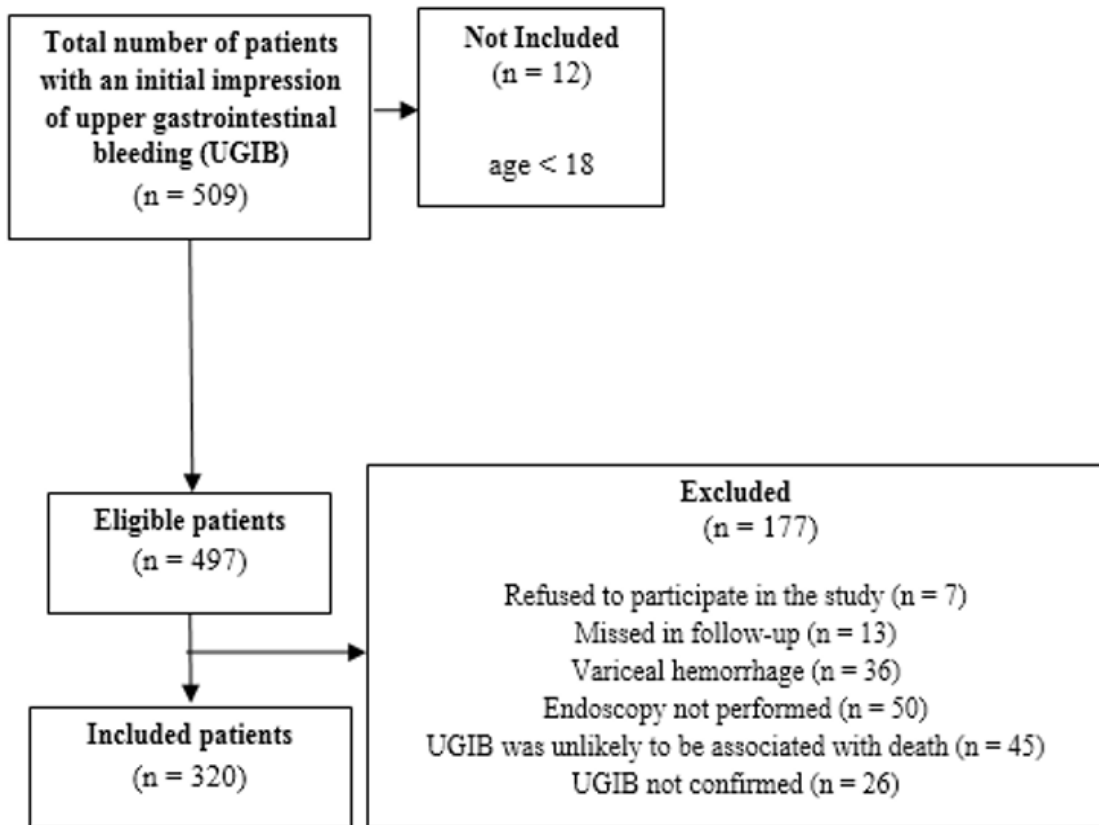 Total number of patients
with an initial impression
of upper gastrointestinal
bleeding (UGIB)
(n = 509)
Not Included
(n = 12)
age < 18
Eligible patients
(n = 497)
Excluded
(n = 177)
Refused to participate in the study (n = 7)
Missed in follow-up (n = 13)
Variceal hemorrhage (n = 36)
Endoscopy not performed (n = 50)
UGIB was unlikely to be associated with death (n = 45)
UGIB not confirmed (n = 26)
Included patients
(n = 320)